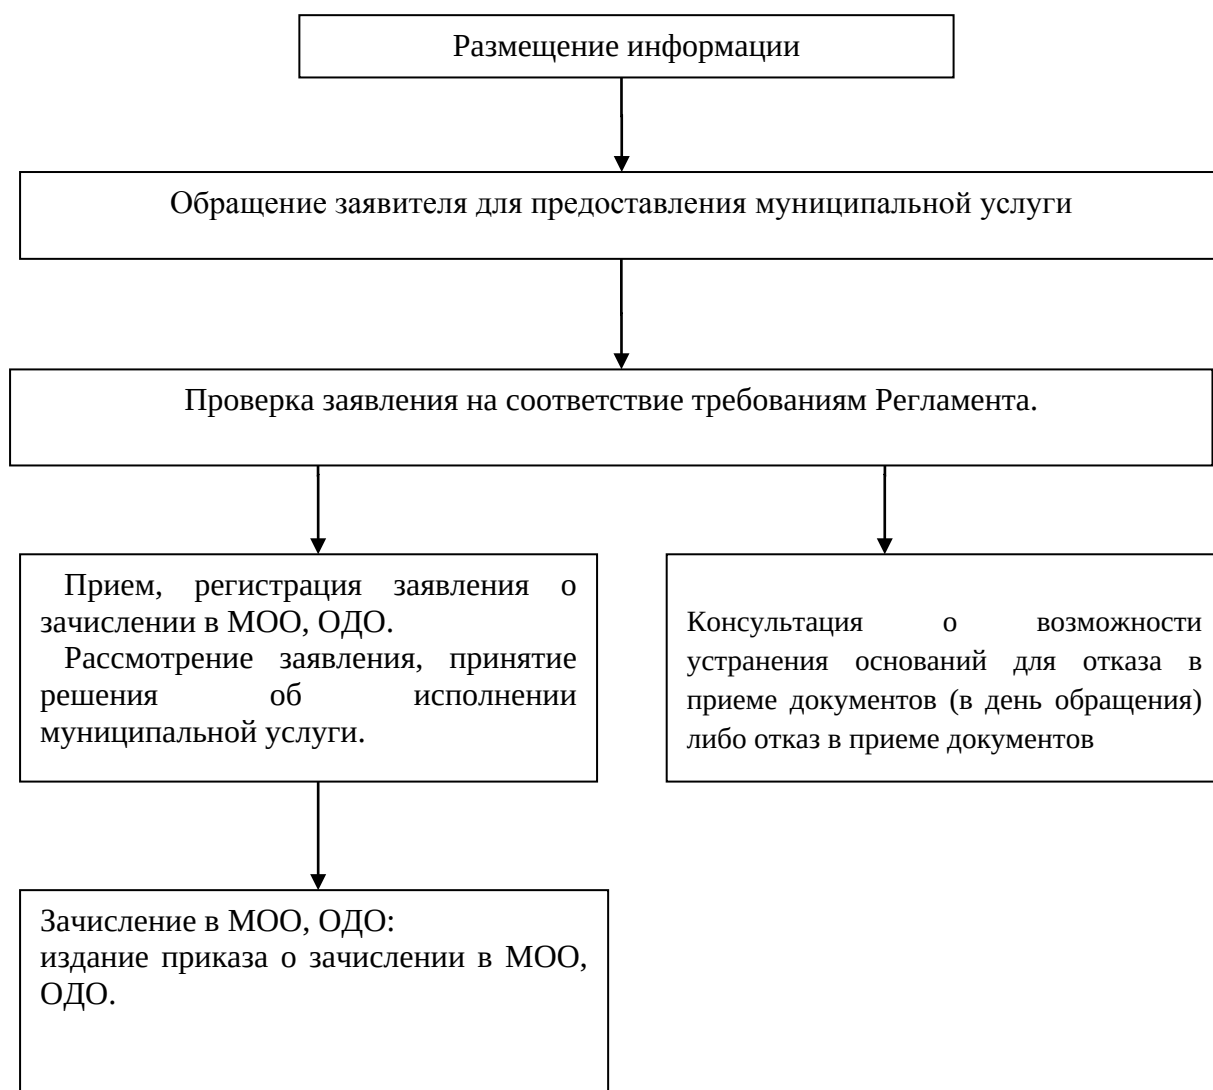 Размещение информации
Обращение заявителя для предоставления муниципальной услуги
Проверка заявления на соответствие требованиям Регламента.
Прием, регистрация заявления о
зачислении в МОО, ОДО.
Рассмотрение заявления, принятие
решения об исполнении
муниципальной услуги.
Консультация о возможности
устранения оснований для отказа в
приеме документов (в день обращения)
либо отказ в приеме документов
Зачисление в МОО, ОДО:
издание приказа о зачислении в МОО,
ОДО.